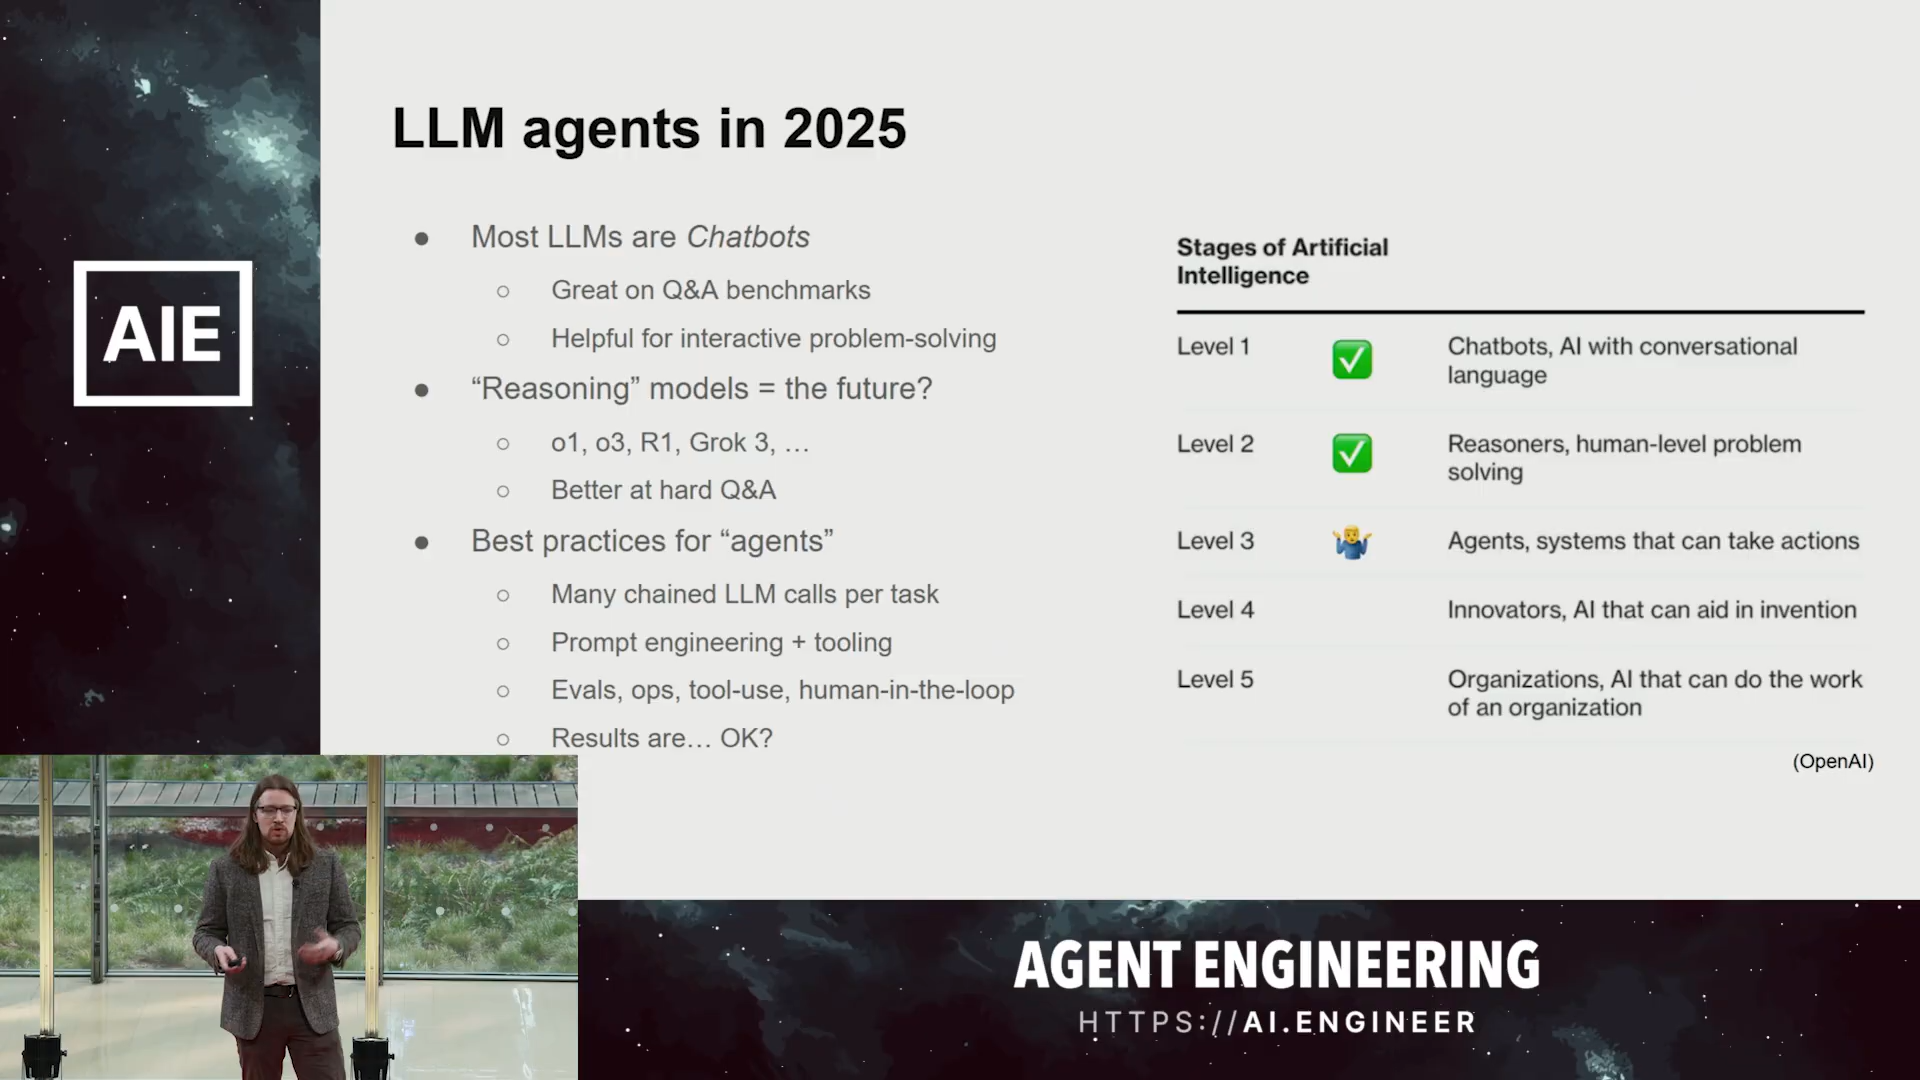 AIE
LLM agents in 2025
● Most LLMs are Chatbots
○ Great on Q&A benchmarks
○ Helpful for interactive problem-solving
● “Reasoning” models = the future?
○ o1, o3, R1, Grok 3, …
○ Better at hard Q&A
● Best practices for “agents”
○ Many chained LLM calls per task
○ Prompt engineering + tooling
○ Evals, ops, tool-use, human-in-the-loop
○ Results are… OK?
Stages of Artificial
Intelligence
Level 1 ✅ Chatbots, AI with conversational
language
Level 2 ✅ Reasoners, human-level problem
solving
Level 3 🤷‍♂️ Agents, systems that can take actions
Level 4 Innovators, AI that can aid in invention
Level 5 Organizations, AI that can do the work
of an organization
(OpenAI)
AGENT ENGINEERING
HTTPS://AI.ENGINEER